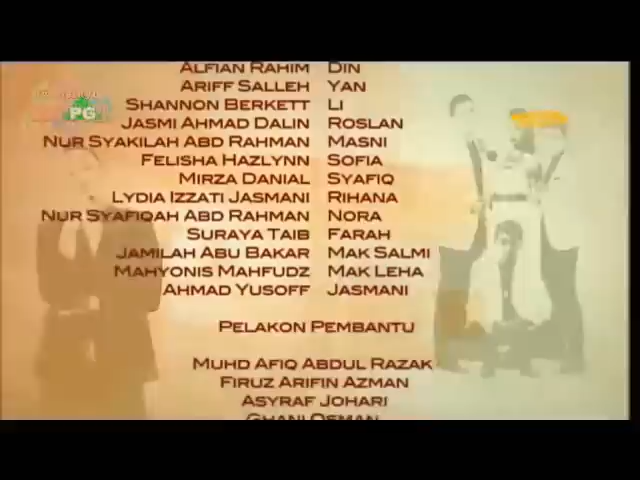 PG
ALFIAN RAHIM DIN
ARIFF SALLEH YAN
SHANNON BERKETT LI
JASMI AHMAD DALIN ROSLAN
NUR SYAKILAH ABD RAHMAN MASNI
FELISHA HAZLYNN SOFIA
MIRZA DANIAL SYAFIQ
LYDIA IZZATI JASMANI RIHANA
NUR SYAFIQAH ABD RAHMAN NORA
SURAYA TAIB FARAH
JAMILAH ABU BAKAR MAK SALMI
MAHYONIS MAHFUDZ MAK LEHA
AHMAD YUSOFF JASMANI
PELAKON PEMBANTU
MUHD AFIQ ABDUL RAZAK
FIRUZ ARIFIN AZMAN
ASYRAF JOHARI
GHANI OSMAN